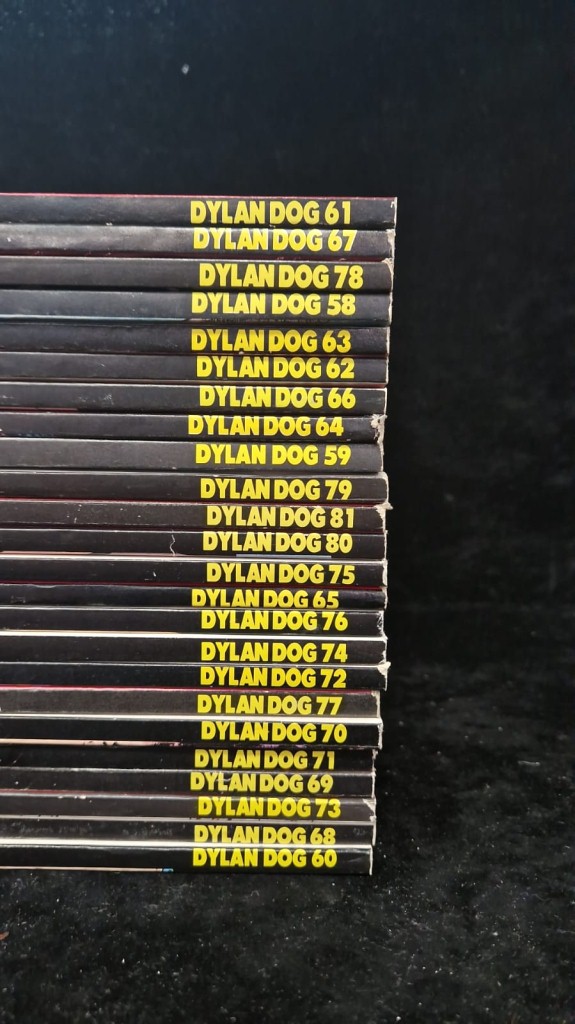 DYLAN DOG 61
DYLAN DOG 67
DYLAN DOG 78
DYLAN DOG 58
DYLAN DOG 63
DYLAN DOG 62
DYLAN DOG 66
DYLAN DOG 64
DYLAN DOG 59
DYLAN DOG 79
DYLAN DOG 81
DYLAN DOG 80
DYLAN DOG 75
DYLAN DOG 65
DYLAN DOG 76
DYLAN DOG 74
DYLAN DOG 72
DYLAN DOG 77
DYLAN DOG 70
DYLAN DOG 71
DYLAN DOG 69
DYLAN DOG 73
DYLAN DOG 68
DYLAN DOG 60